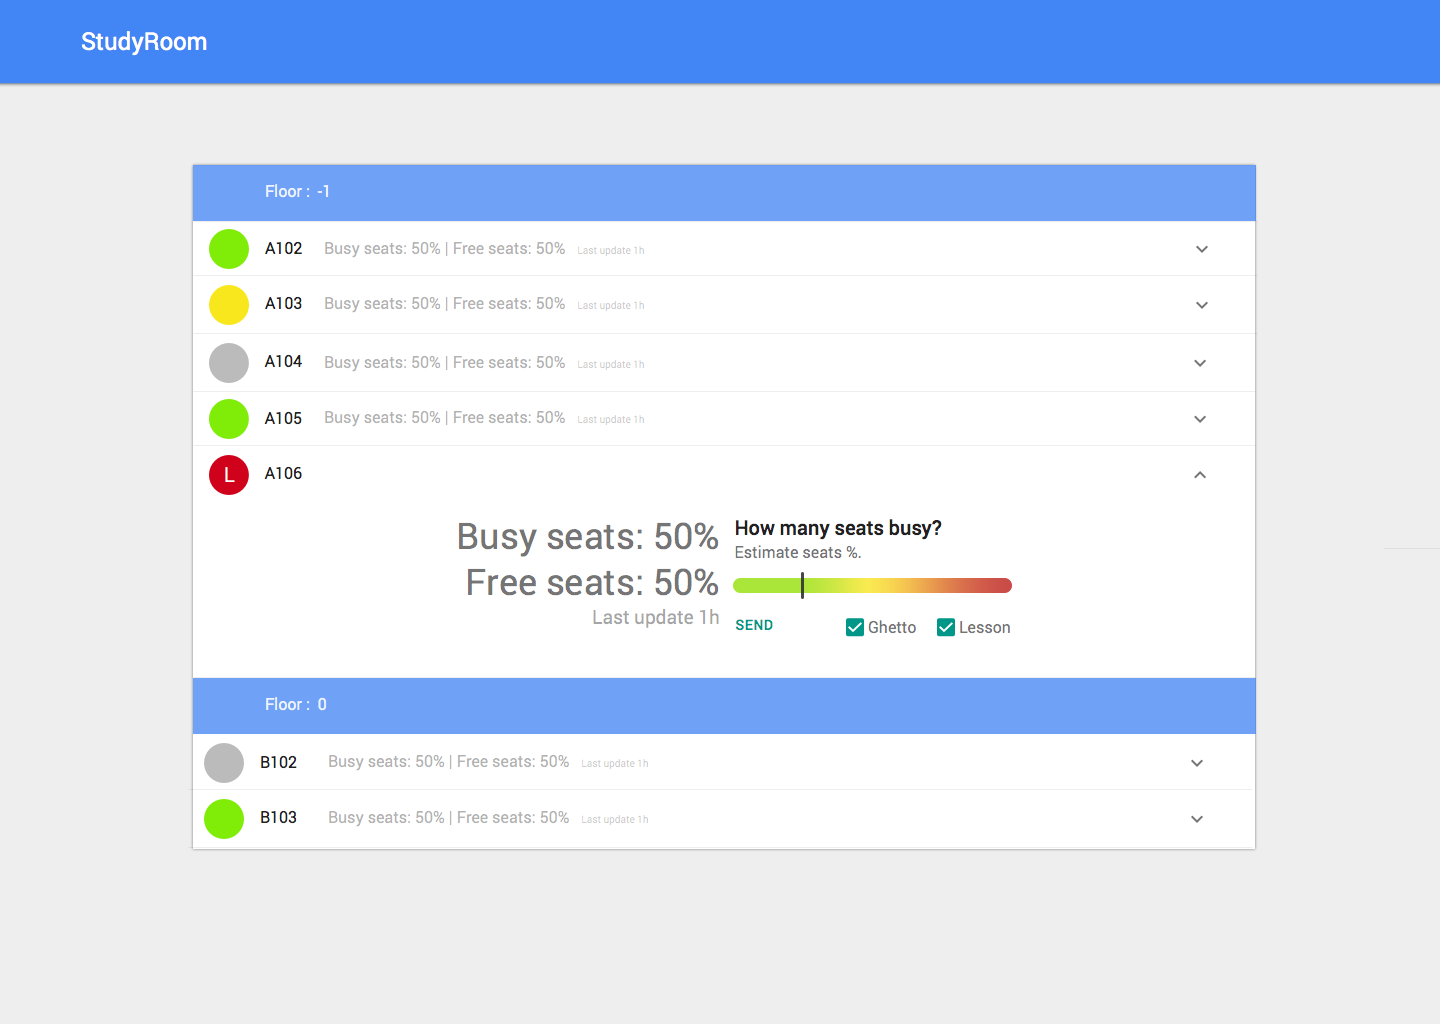 StudyRoom
Floor : -1
A102 Busy seats: 50% | Free seats: 50% Last update 1h
A103 Busy seats: 50% | Free seats: 50% Last update 1h
A104 Busy seats: 50% | Free seats: 50% Last update 1h
A105 Busy seats: 50% | Free seats: 50% Last update 1h
L A106
Busy seats: 50%
Free seats: 50%
Last update 1h
How many seats busy?
Estimate seats %.
SEND Ghetto Lesson
Floor : 0
B102 Busy seats: 50% | Free seats: 50% Last update 1h
B103 Busy seats: 50% | Free seats: 50% Last update 1h